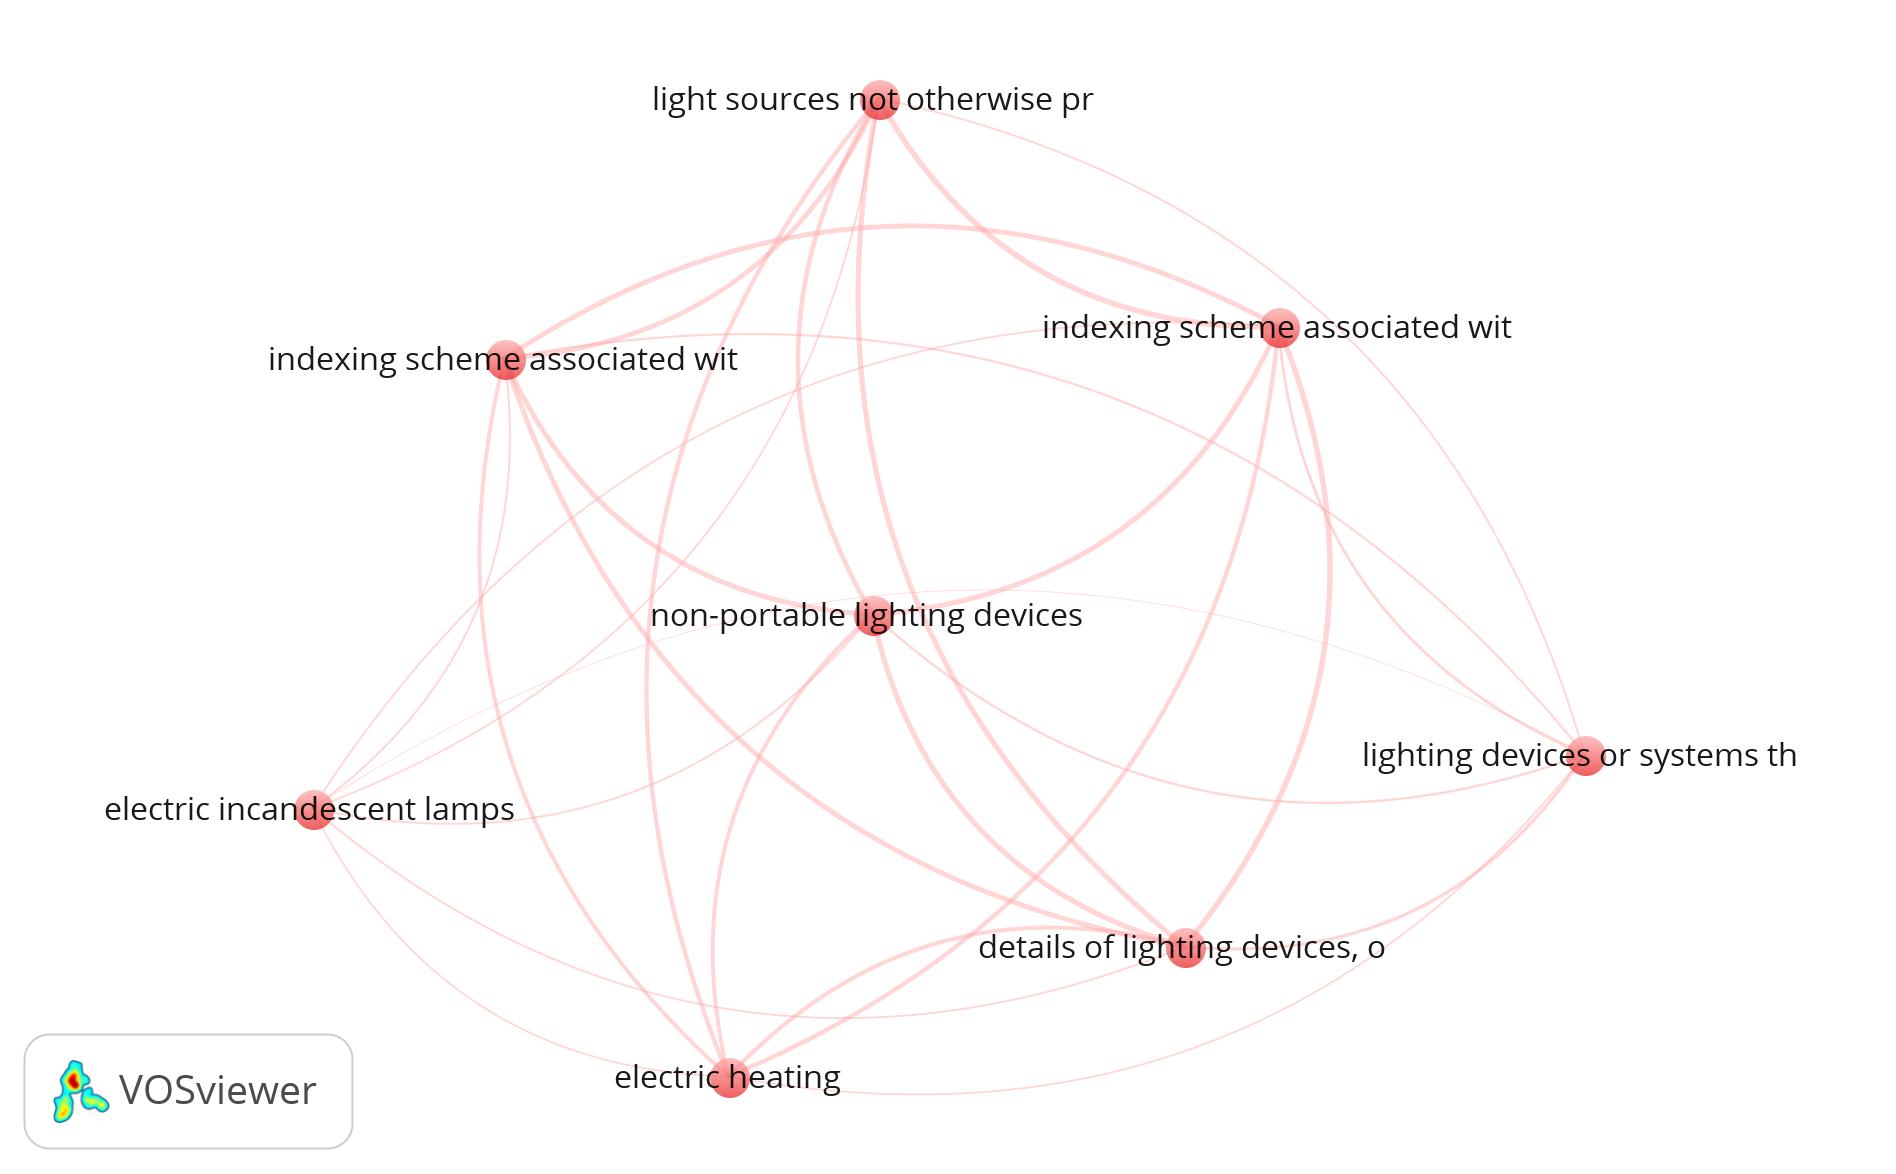 light sources not otherwise pr
indexing scheme associated wit
indexing scheme associated wit
non-portable lighting devices
lighting devices or systems th
electric incandescent lamps
details of lighting devices, o
electric heating
VOSviewer